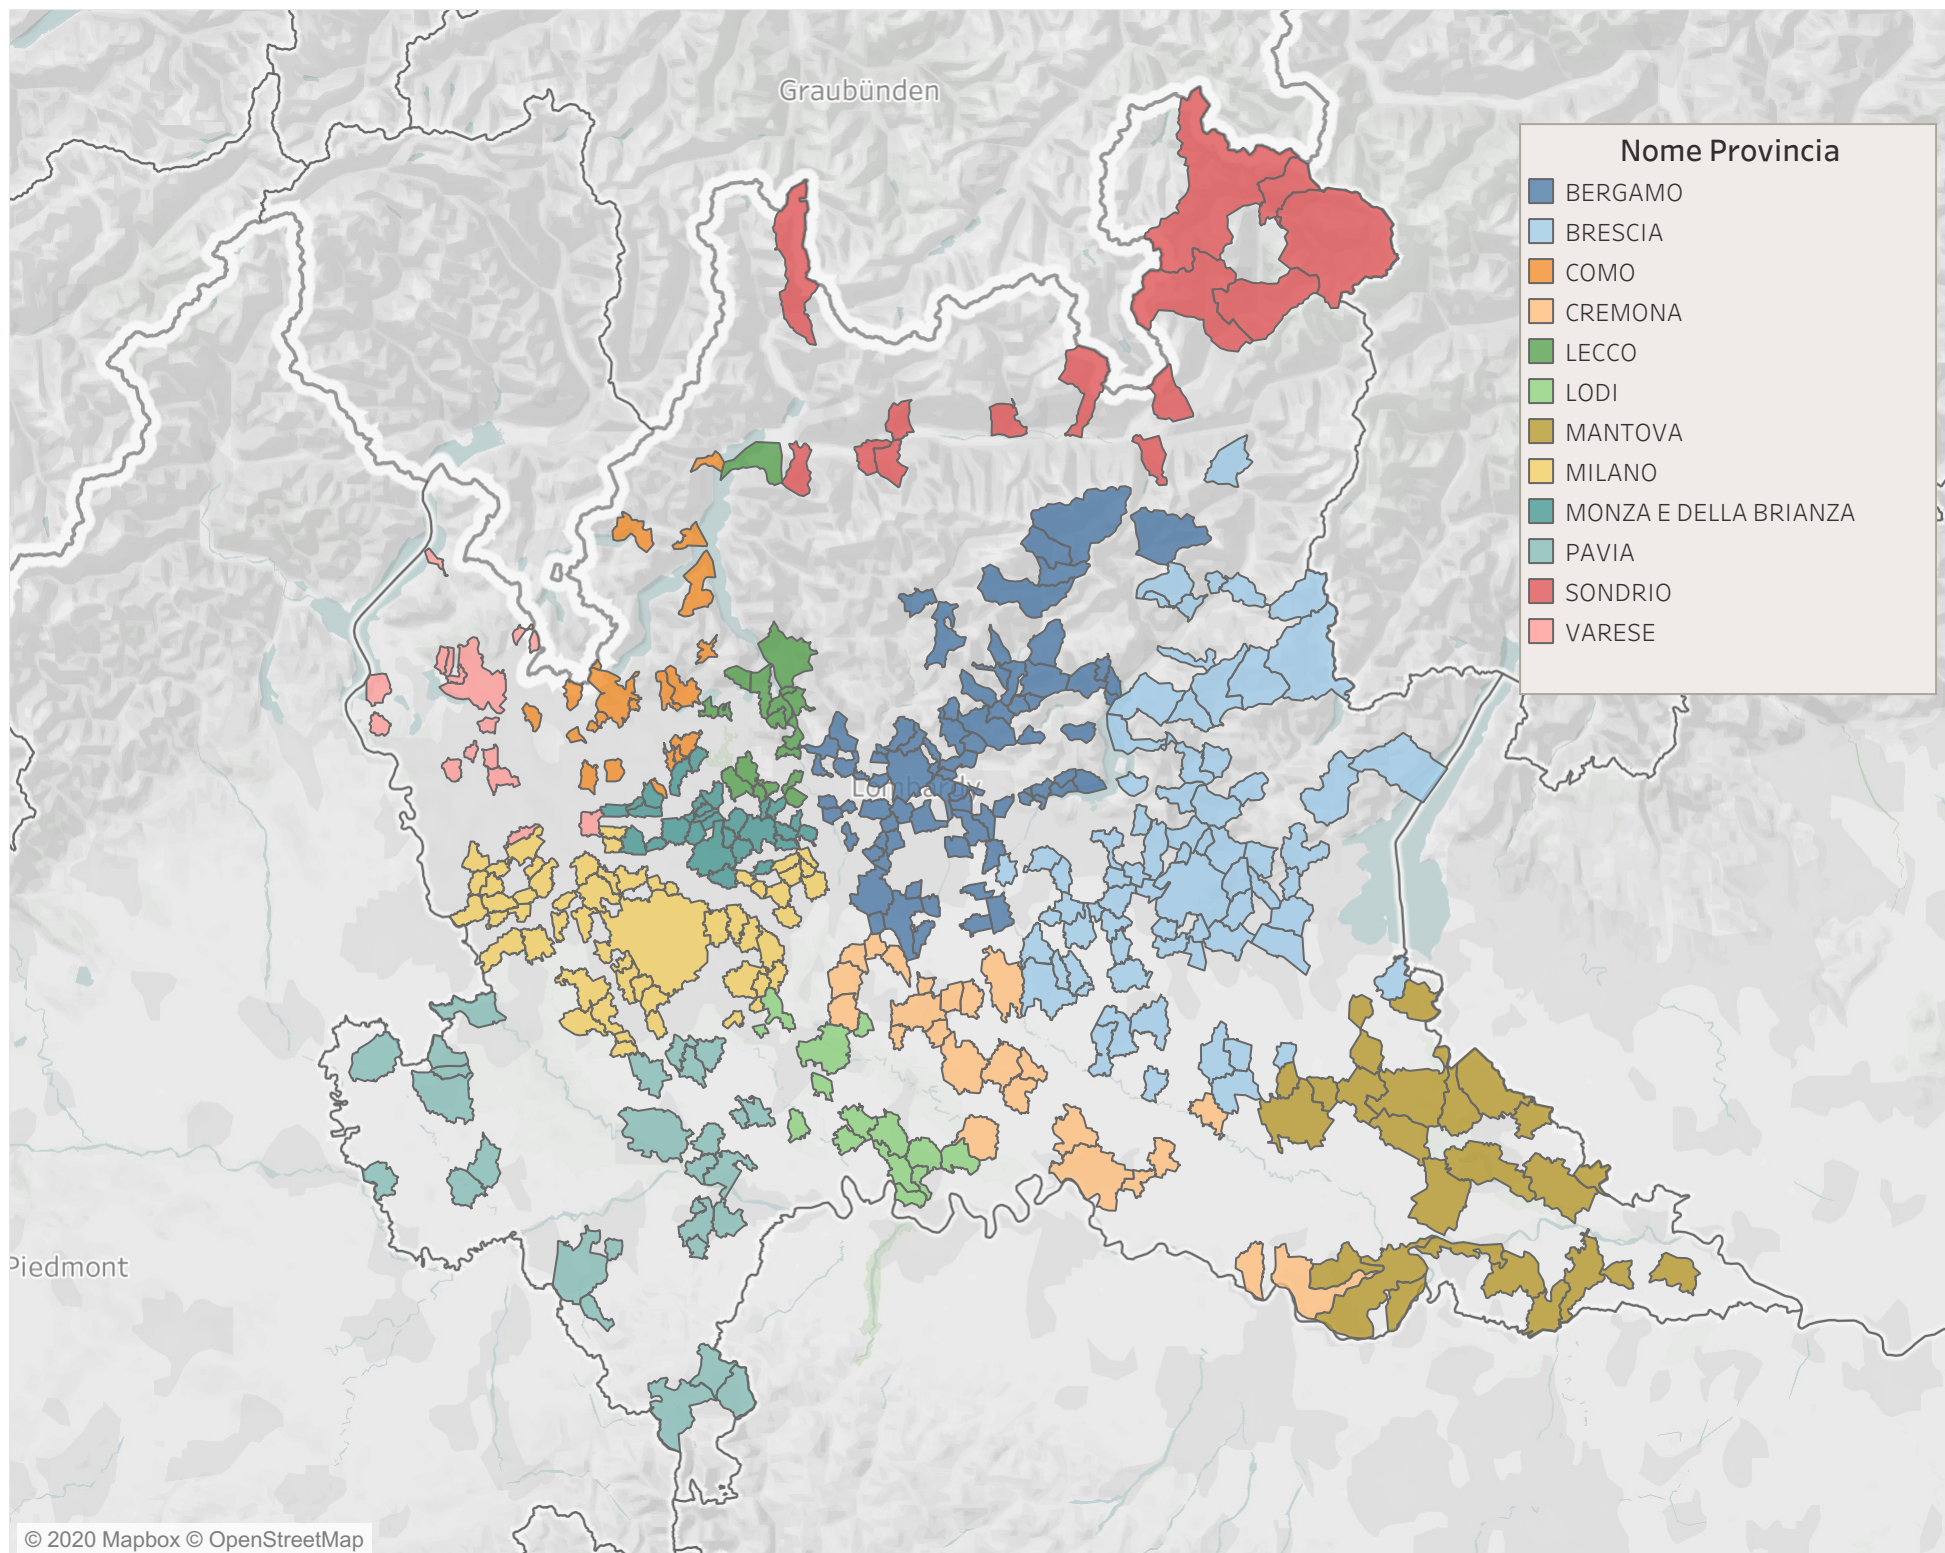 Graubünden
Nome Provincia
BERGAMO
BRESCIA
COMO
CREMONA
LECCO
LODI
MANTOVA
MILANO
MONZA E DELLA BRIANZA
PAVIA
SONDRIO
VARESE
Lombardy
Piedmont
© 2020 Mapbox © OpenStreetMap